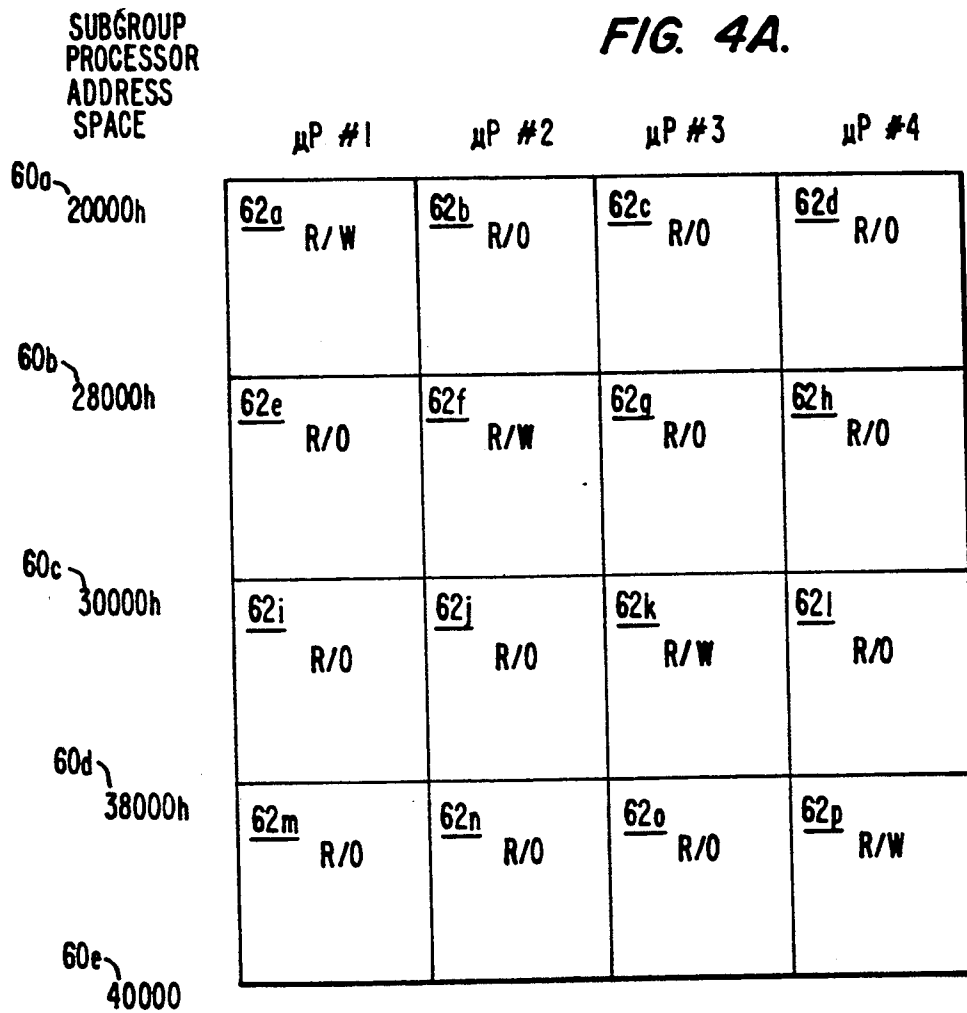 SUBGROUP
PROCESSOR
ADDRESS
SPACE
FIG. 4A.
µP #1 µP #2 µP #3 µP #4
60a
20000h
62a R/W 62b R/O 62c R/O 62d R/O
60b
28000h
62e R/O 62f R/W 62g R/O 62h R/O
60c
30000h
62i R/O 62j R/O 62k R/W 62l R/O
60d
38000h
62m R/O 62n R/O 62o R/O 62p R/W
60e
40000